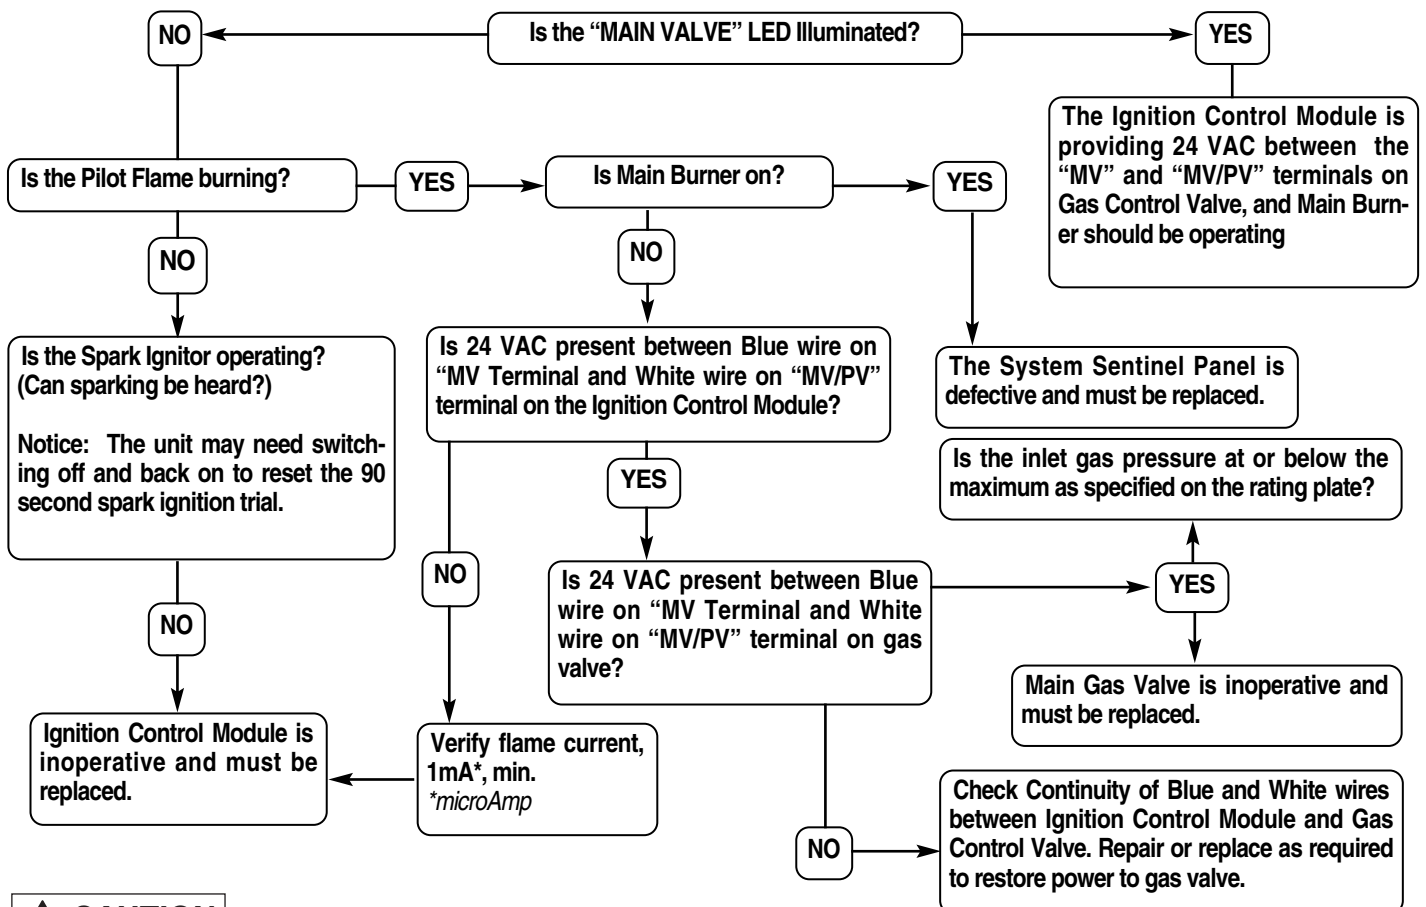 Is the “MAIN VALVE” LED Illuminated?
NO
YES
The Ignition Control Module is
providing 24 VAC between the
“MV” and “MV/PV” terminals on
Gas Control Valve, and Main Burn-
er should be operating
Is the Pilot Flame burning?
YES
Is Main Burner on?
YES
NO
NO
Is the Spark Ignitor operating?
(Can sparking be heard?)
Notice: The unit may need switch-
ing off and back on to reset the 90
second spark ignition trial.
Is 24 VAC present between Blue wire on
“MV Terminal and White wire on “MV/PV”
terminal on the Ignition Control Module?
The System Sentinel Panel is
defective and must be replaced.
Is the inlet gas pressure at or below the
maximum as specified on the rating plate?
YES
NO
Is 24 VAC present between Blue
wire on “MV Terminal and White
wire on “MV/PV” terminal on gas
valve?
YES
NO
Main Gas Valve is inoperative and
must be replaced.
Ignition Control Module is
inoperative and must be
replaced.
Verify flame current,
1mA*, min.
*microAmp
NO
Check Continuity of Blue and White wires
between Ignition Control Module and Gas
Control Valve. Repair or replace as required
to restore power to gas valve.
CAUTION